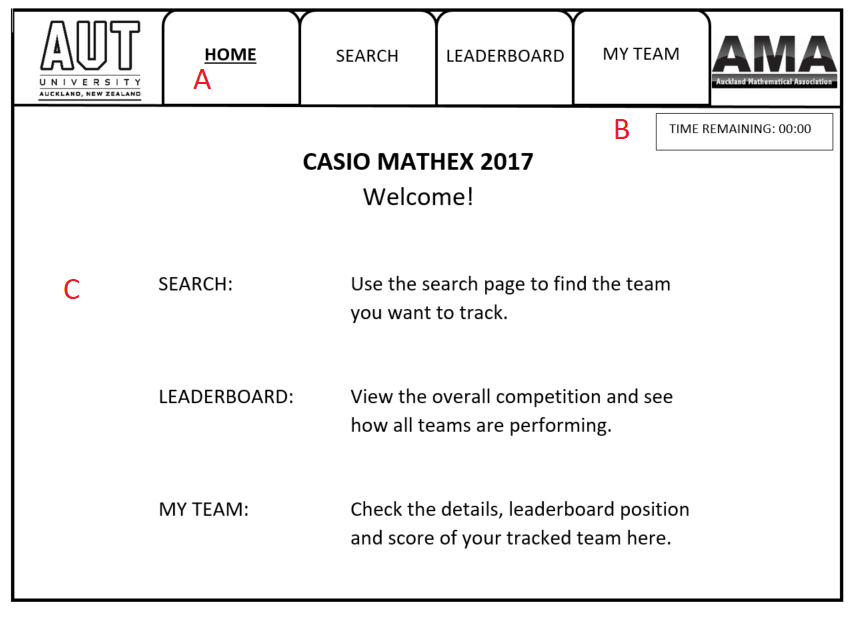 AUT
UNIVERSITY
AUCKLAND, NEW ZEALAND
HOME
SEARCH
LEADERBOARD
MY TEAM
AMA
Auckland Mathematical Association
A
B
TIME REMAINING: 00:00
CASIO MATHEX 2017
Welcome!
C
SEARCH:
Use the search page to find the team
you want to track.
LEADERBOARD:
View the overall competition and see
how all teams are performing.
MY TEAM:
Check the details, leaderboard position
and score of your tracked team here.